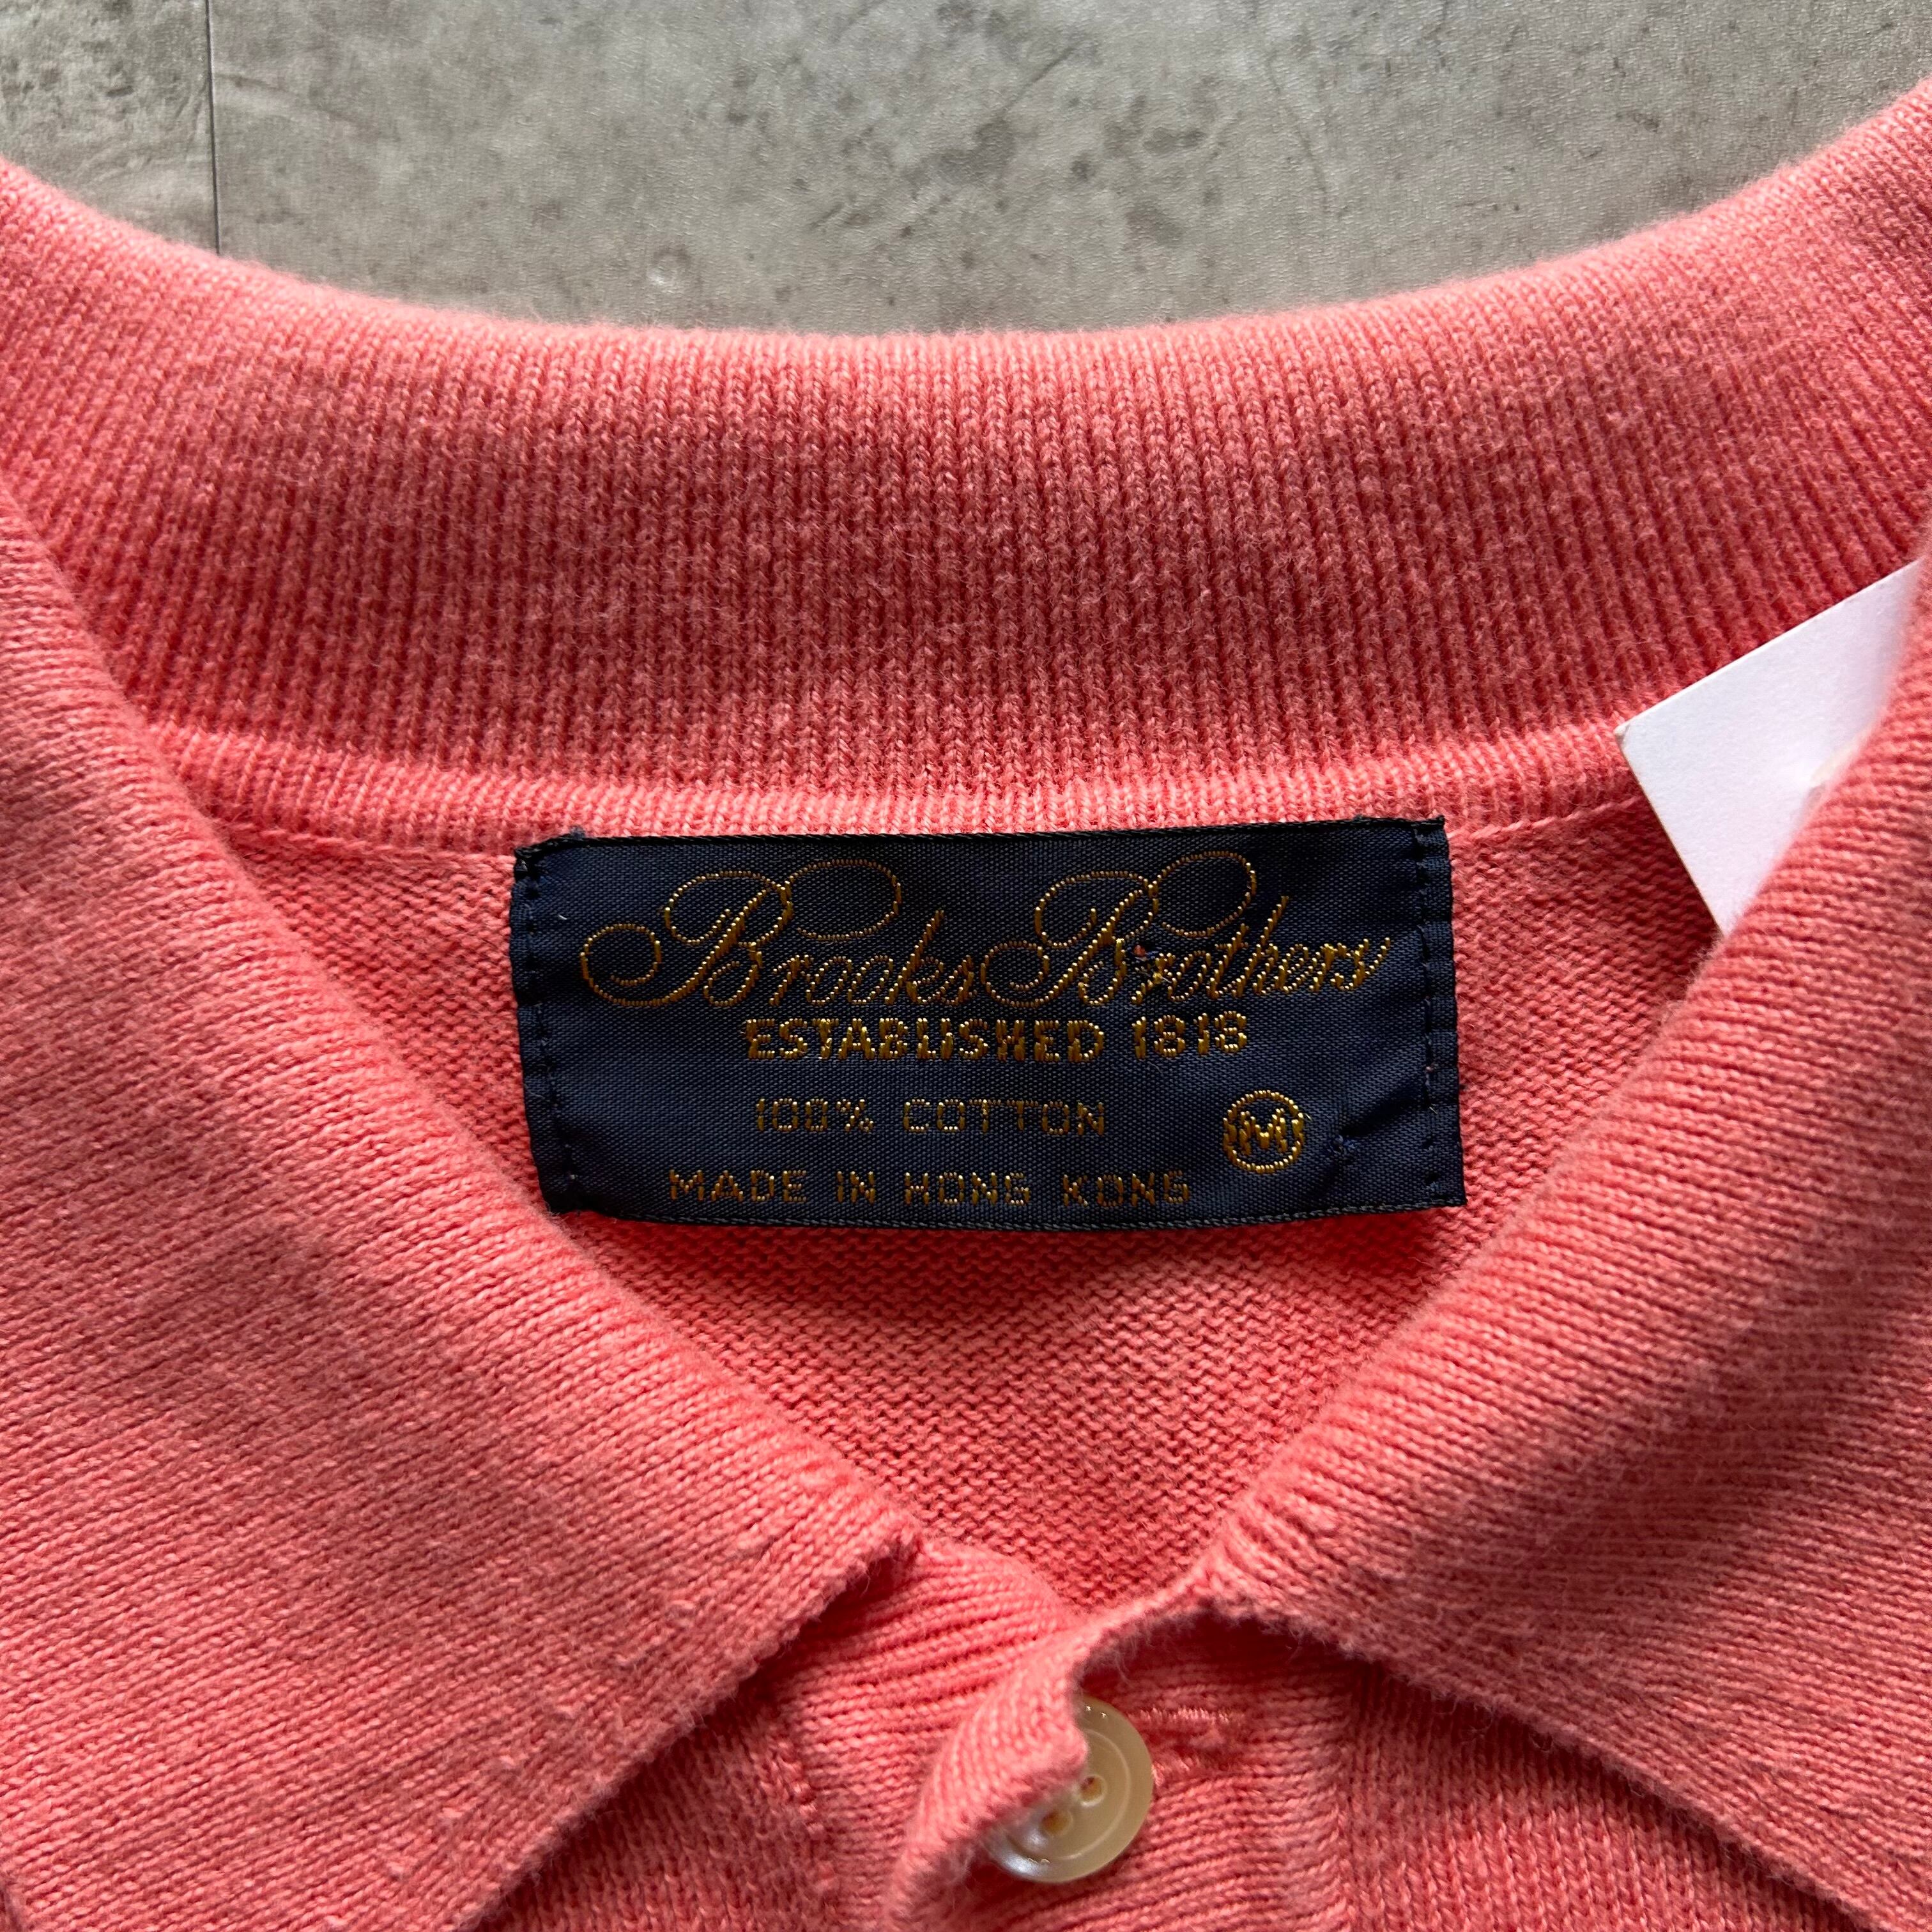 Brooks Brothers
ESTABLISHED 1818
100% COTTON
M
MADE IN HONG KONG